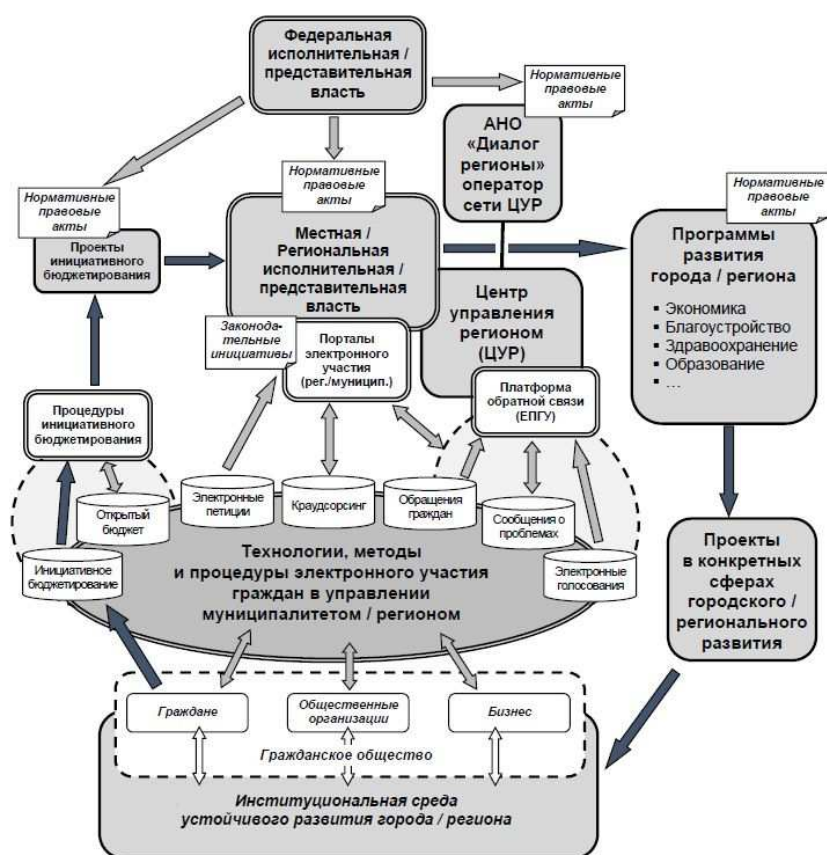 Федеральная
исполнительная /
представительная
власть
Нормативные
правовые
акты
АНО
«Диалог
регионы»
оператор
сети ЦУР
Нормативные
правовые
акты
Нормативные
правовые
акты
Нормативные
правовые
акты
Проекты
инициативного
бюджетирования
Местная /
Региональная
исполнительная /
представительная
власть
Программы
развития
города / региона
▪ Экономика
▪ Благоустройство
▪ Здравоохранение
▪ Образование
▪ ...
Центр
управления
регионом
(ЦУР)
Законода-
тельные
инициативы
Порталы
электронного
участия
(рег./муницип.)
Платформа
обратной связи
(ЕПГУ)
Процедуры
инициативного
бюджетирования
Открытый
бюджет
Электронные
петиции
Краудсорсинг
Обращения
граждан
Сообщения о
проблемах
Инициативное
бюджетирование
Электронные
голосования
Технологии, методы
и процедуры электронного участия
граждан в управлении
муниципалитетом / регионом
Проекты
в конкретных
сферах
городского /
регионального
развития
Граждане
Общественные
организации
Бизнес
Гражданское общество
Институциональная среда
устойчивого развития города / региона